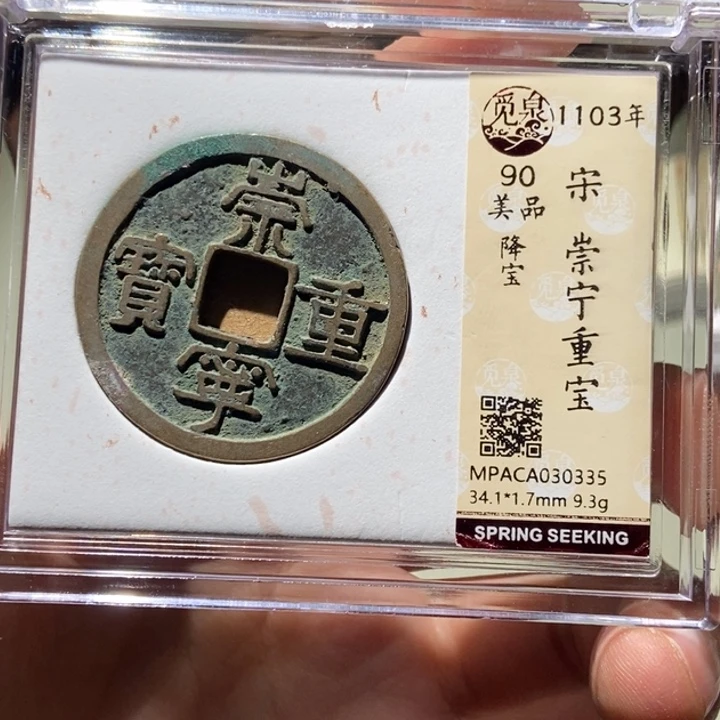 崇
重
寧
寶
觅泉
1103年
90
美品
降宝
宋 崇宁重宝
MPACA030335
34.1*1.7mm 9.3g
SPRING SEEKING